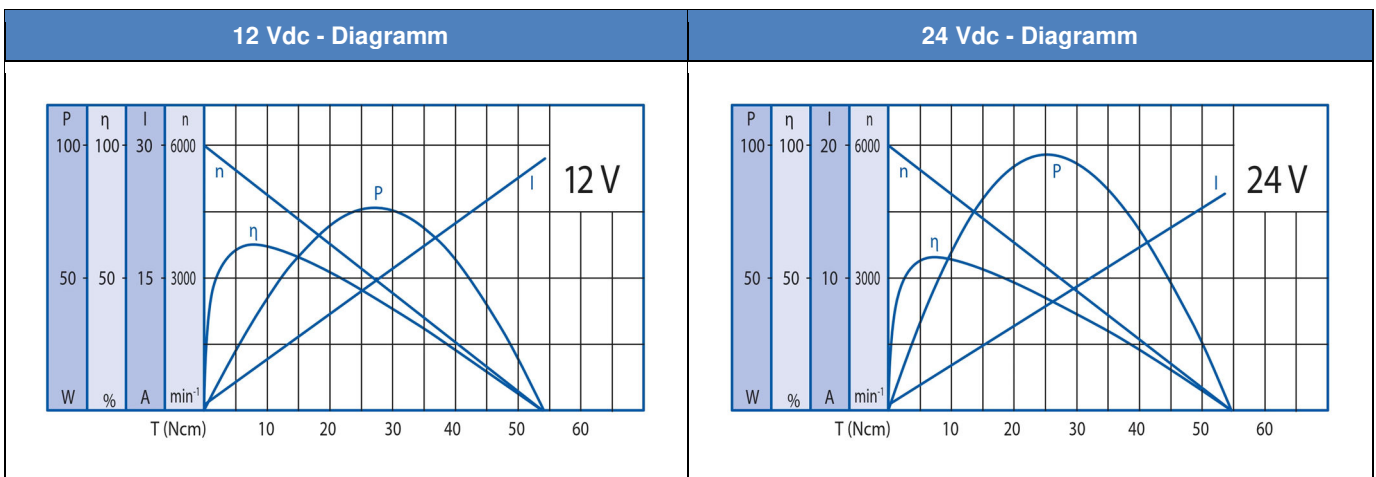 12 Vdc - Diagramm
24 Vdc - Diagramm
P η I n
100 100 30 6000
n
P
I
12 V
η
50 50 15 3000
W % A min⁻¹
T (Ncm) 10 20 30 40 50 60
P η I n
100 100 20 6000
n
P
I
24 V
η
50 50 10 3000
W % A min⁻¹
T (Ncm) 10 20 30 40 50 60